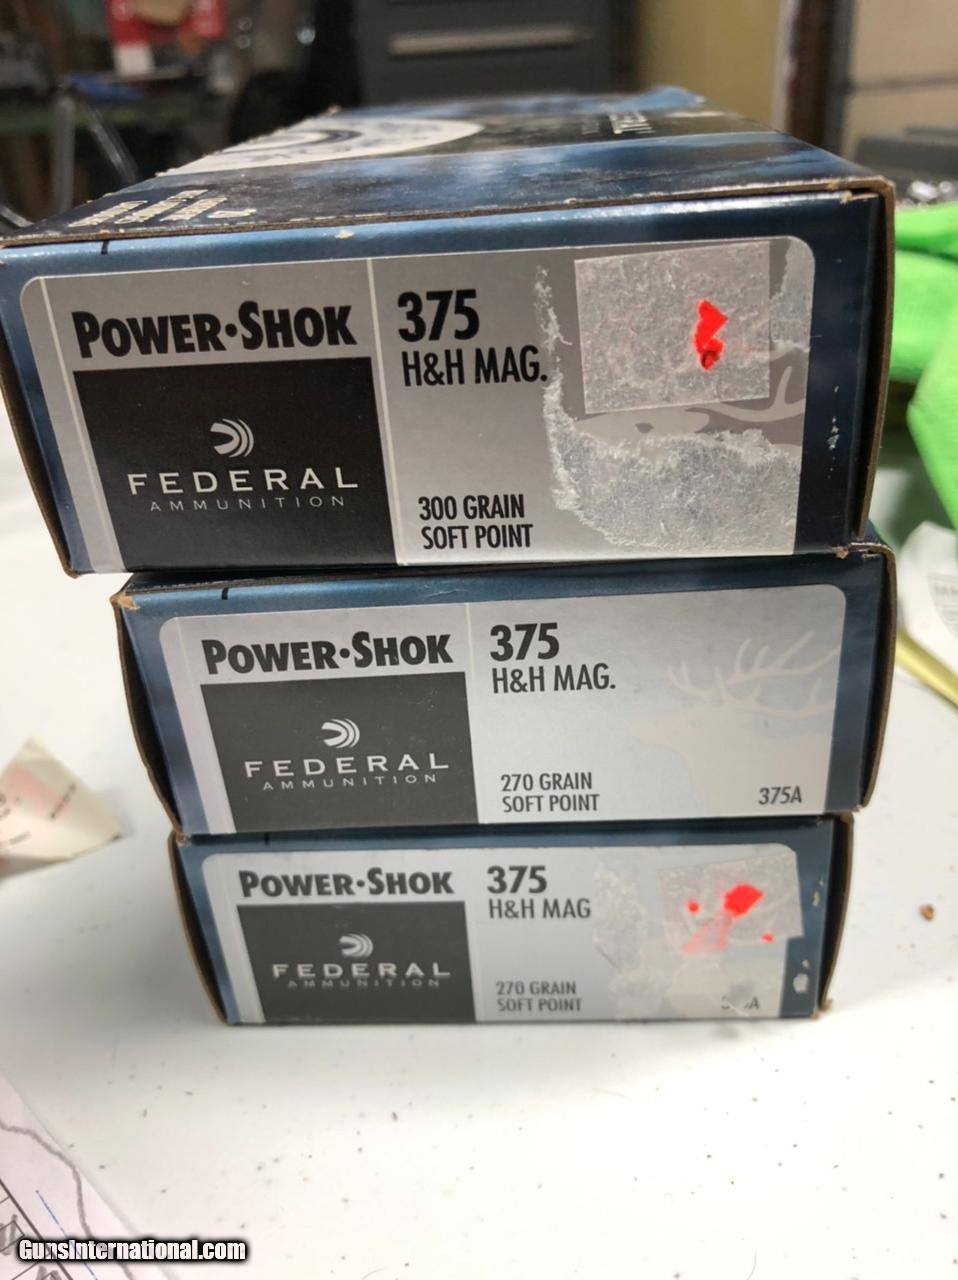 POWER•SHOK
FEDERAL
AMMUNITION
375
H&H MAG.
300 GRAIN
SOFT POINT
POWER•SHOK
FEDERAL
AMMUNITION
375
H&H MAG.
270 GRAIN
SOFT POINT
375A
POWER•SHOK
FEDERAL
AMMUNITION
375
H&H MAG
270 GRAIN
SOFT POINT
GunsInternational.com